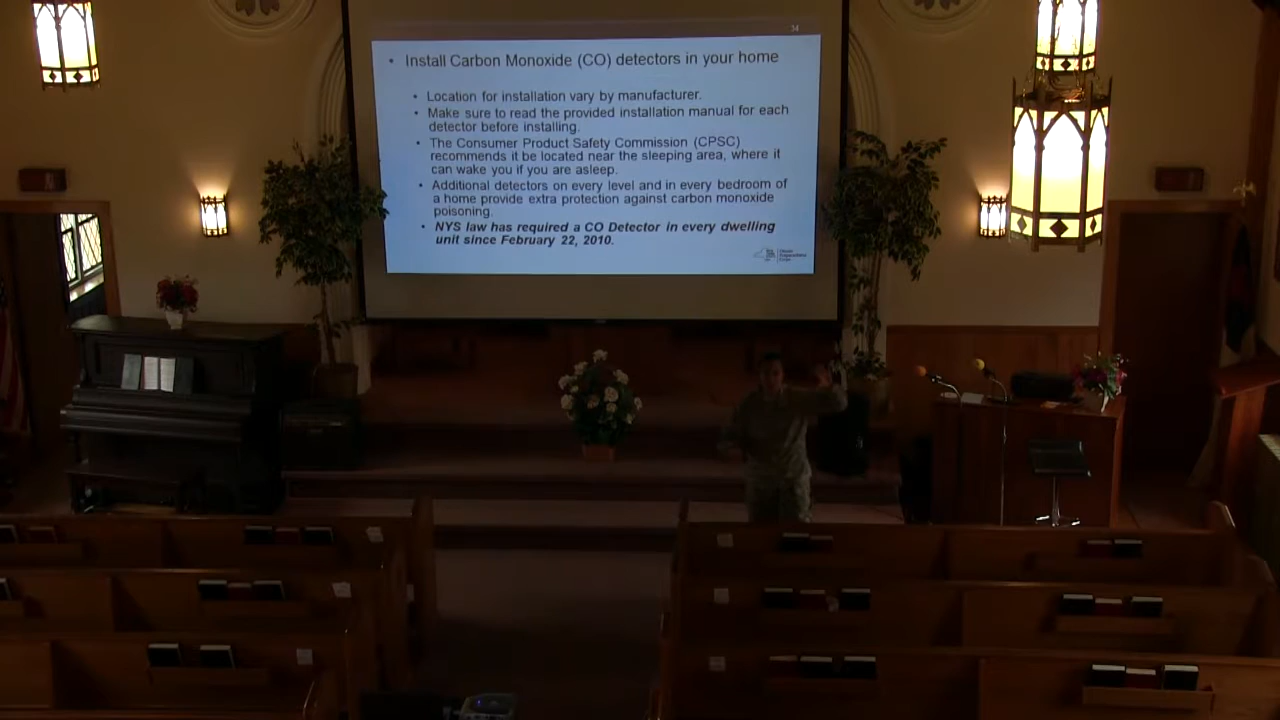 34
• Install Carbon Monoxide (CO) detectors in your home
• Location for installation vary by manufacturer.
• Make sure to read the provided installation manual for each
detector before installing.
• The Consumer Product Safety Commission (CPSC)
recommends it be located near the sleeping area, where it
can wake you if you are asleep.
• Additional detectors on every level and in every bedroom of
a home provide extra protection against carbon monoxide
poisoning.
• NYS law has required a CO Detector in every dwelling
unit since February 22, 2010.